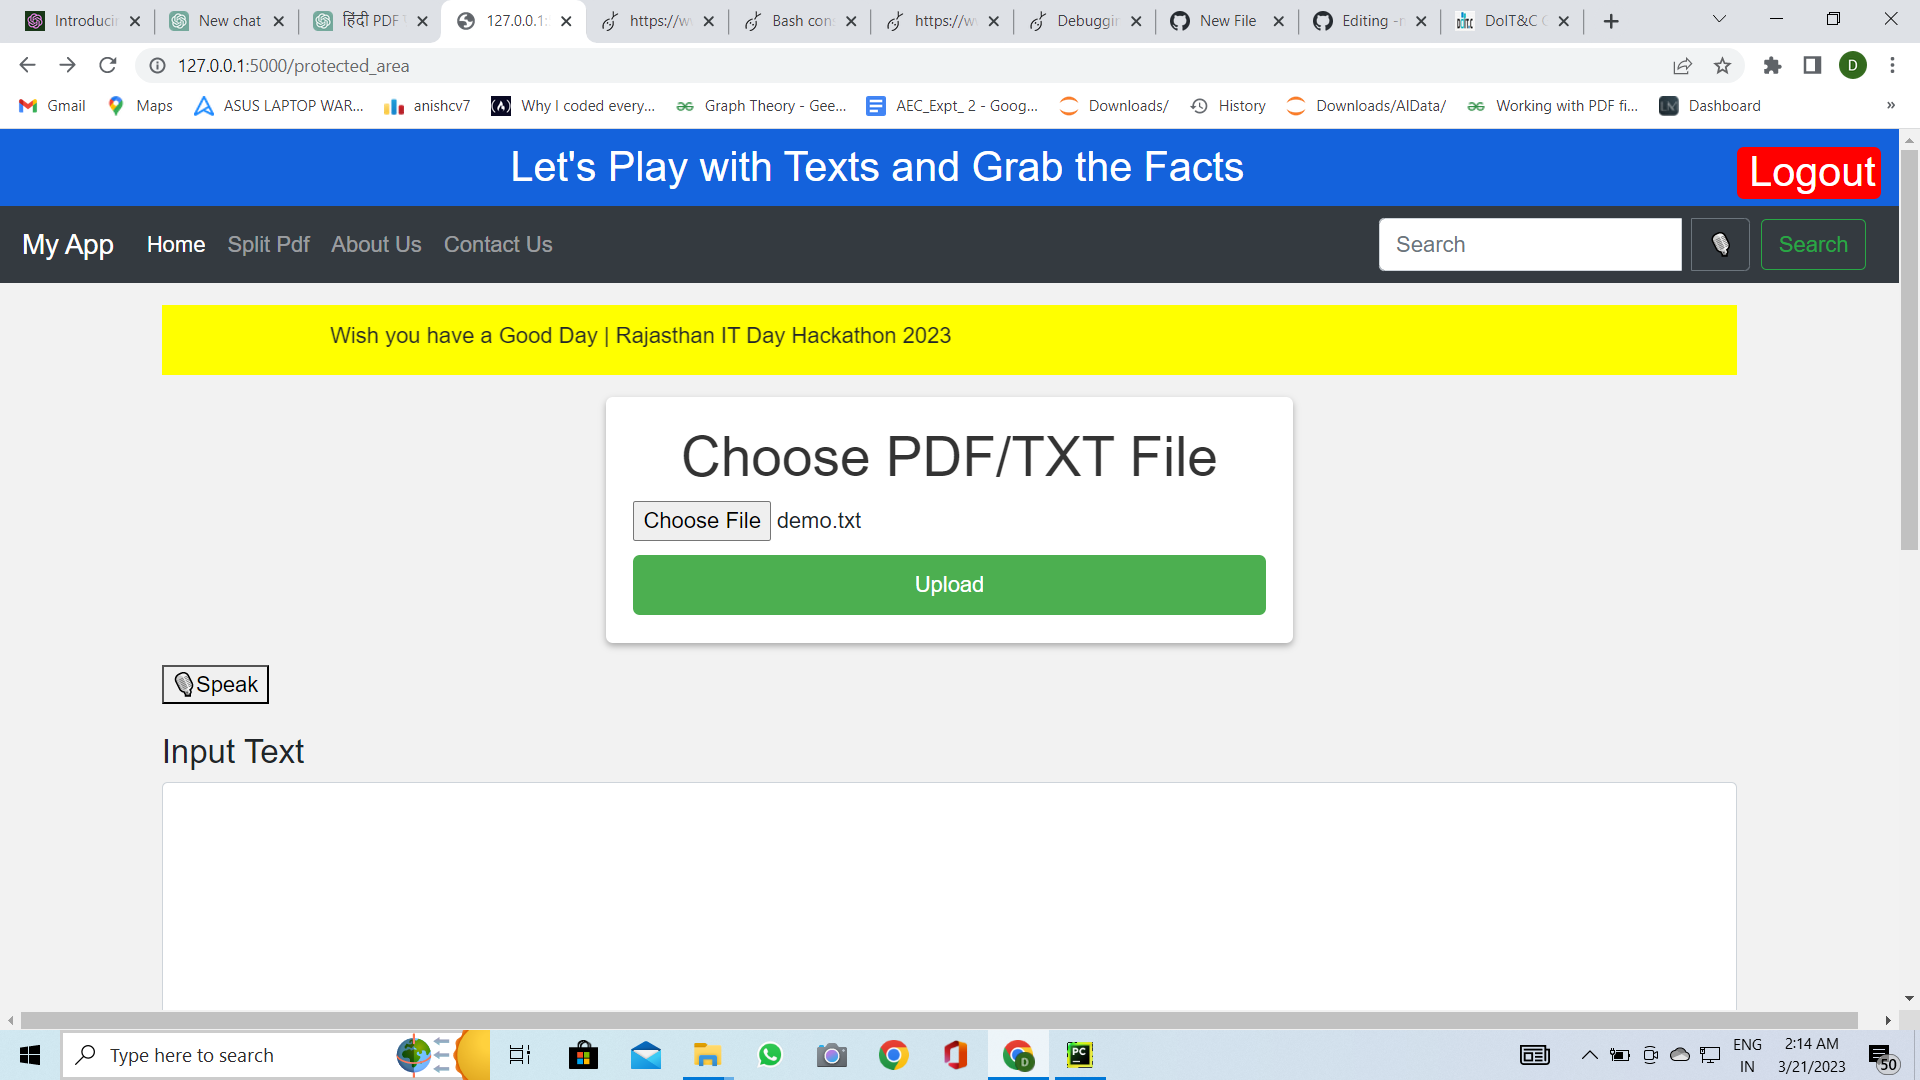 Introducin
New chat
हिंदी PDF
127.0.0.1:
https://w
Bash con
https://w
Debuggin
New File
Editing -n
DoIT&C
127.0.0.1:5000/protected_area
D
Gmail
Maps
ASUS LAPTOP WAR...
anishcv7
Why I coded every...
Graph Theory - Gee...
AEC_Expt_ 2 - Goog...
Downloads/
History
Downloads/AIData/
Working with PDF fi...
Dashboard
»
Let's Play with Texts and Grab the Facts
Logout
My App
Home
Split Pdf
About Us
Contact Us
Search
Search
Wish you have a Good Day | Rajasthan IT Day Hackathon 2023
Choose PDF/TXT File
Choose File demo.txt
Upload
Speak
Input Text
Type here to search
D
PC
ENG
IN
2:14 AM
3/21/2023
50